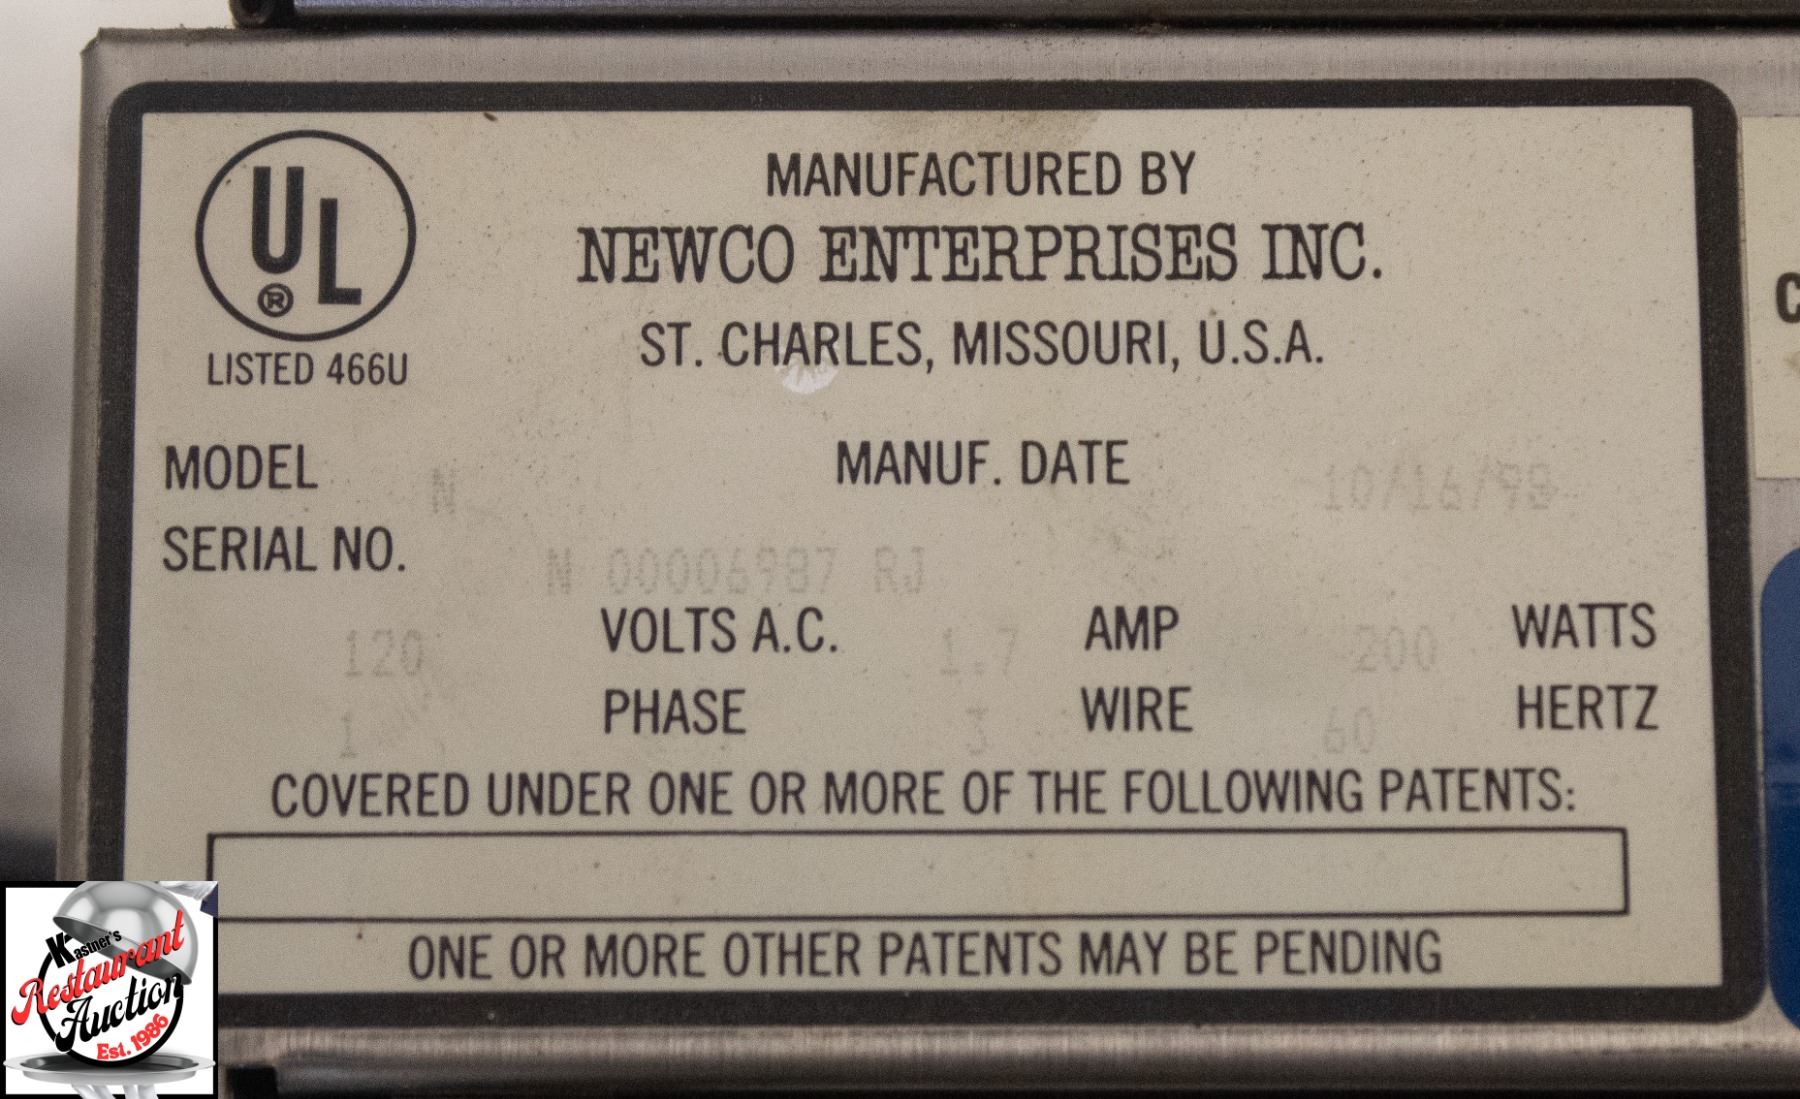 UL
®
LISTED 466U
MANUFACTURED BY
NEWCO ENTERPRISES INC.
ST. CHARLES, MISSOURI, U.S.A.
MODEL N MANUF. DATE 10/16/98
SERIAL NO. N 00006987 RJ
120 VOLTS A.C. 1.7 AMP 200 WATTS
1 PHASE 3 WIRE 60 HERTZ
COVERED UNDER ONE OR MORE OF THE FOLLOWING PATENTS:
ONE OR MORE OTHER PATENTS MAY BE PENDING
C
Kastner's
Restaurant
Auction
Est. 1986